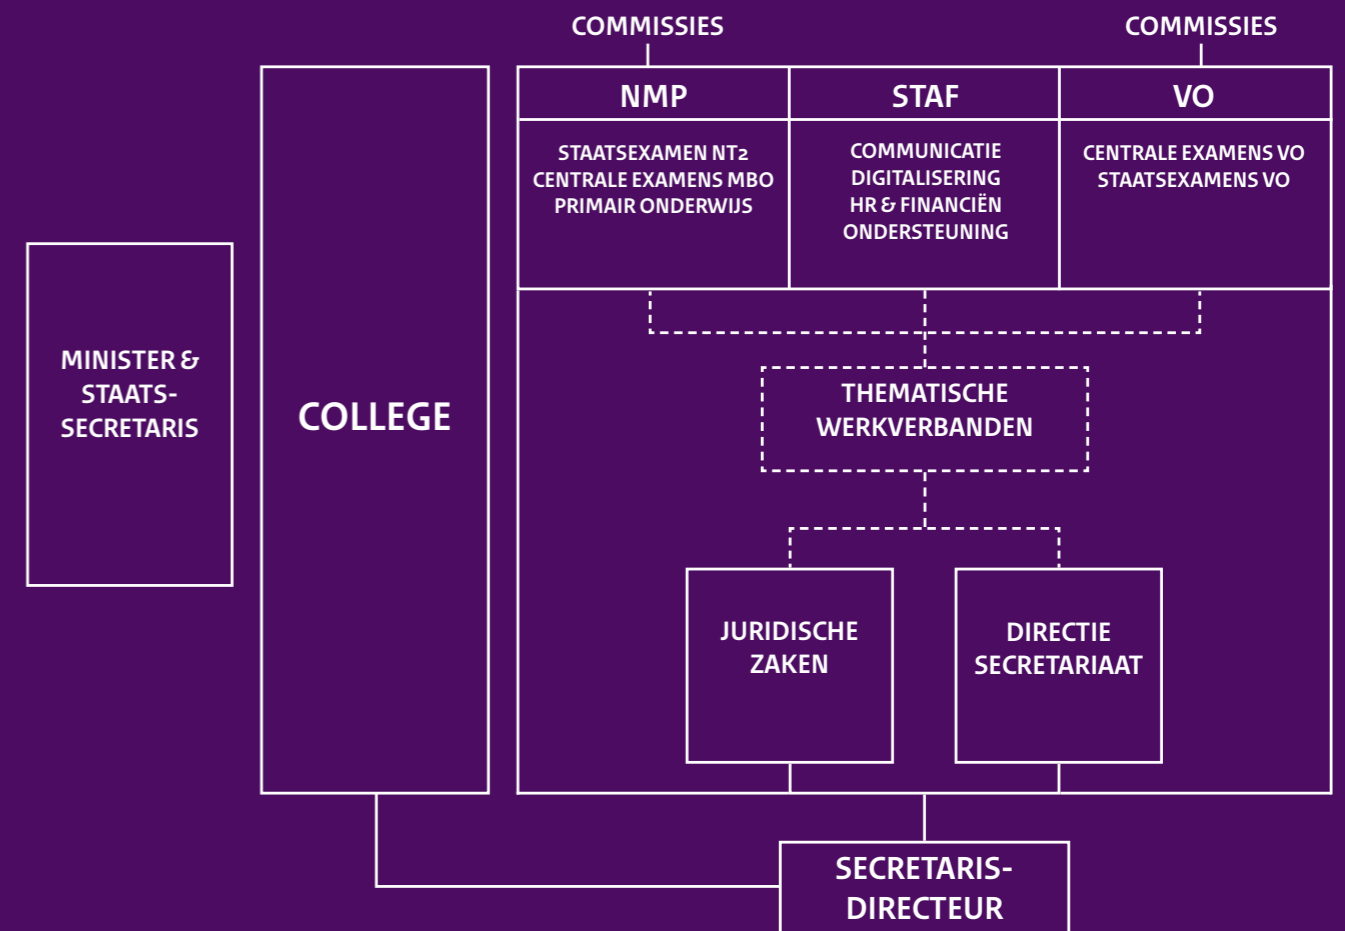 COMMISSIES
COMMISSIES
NMP
STAF
VO
STAATSEXAMEN NT2
CENTRALE EXAMENS MBO
PRIMAIR ONDERWIJS
COMMUNICATIE
DIGITALISERING
HR & FINANCIËN
ONDERSTEUNING
CENTRALE EXAMENS VO
STAATSEXAMENS VO
MINISTER &
STAATS-
SECRETARIS
COLLEGE
THEMATISCHE
WERKVERBANDEN
JURIDISCHE
ZAKEN
DIRECTIE
SECRETARIAAT
SECRETARIS-
DIRECTEUR